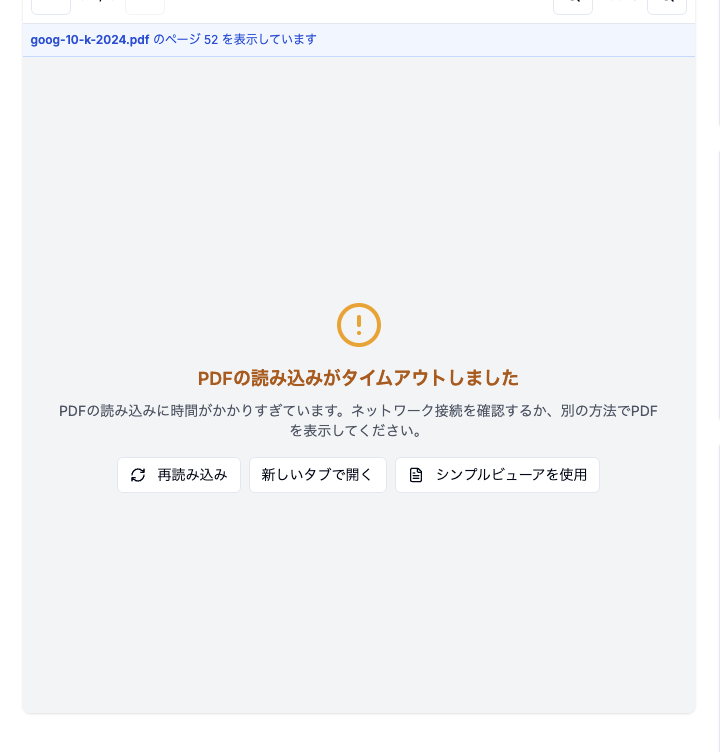 goog-10-k-2024.pdf のページ 52 を表示しています
PDFの読み込みがタイムアウトしました
PDFの読み込みに時間がかかりすぎています。ネットワーク接続を確認するか、別の方法でPDF
を表示してください。
再読み込み 新しいタブで開く シンプルビューアを使用